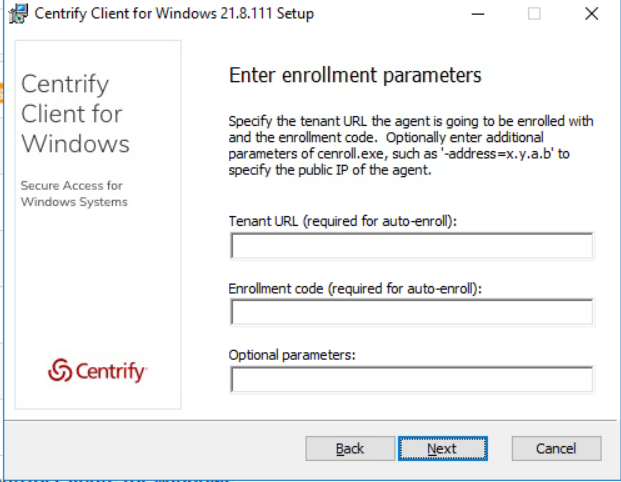 Centrify Client for Windows 21.8.111 Setup
Centrify
Client for
Windows
Secure Access for
Windows Systems
Centrify
Enter enrollment parameters
Specify the tenant URL the agent is going to be enrolled with
and the enrollment code.  Optionally enter additional
parameters of cenroll.exe, such as '-address=x.y.a.b' to
specify the public IP of the agent.
Tenant URL (required for auto-enroll):
Enrollment code (required for auto-enroll):
Optional parameters:
Back
Next
Cancel